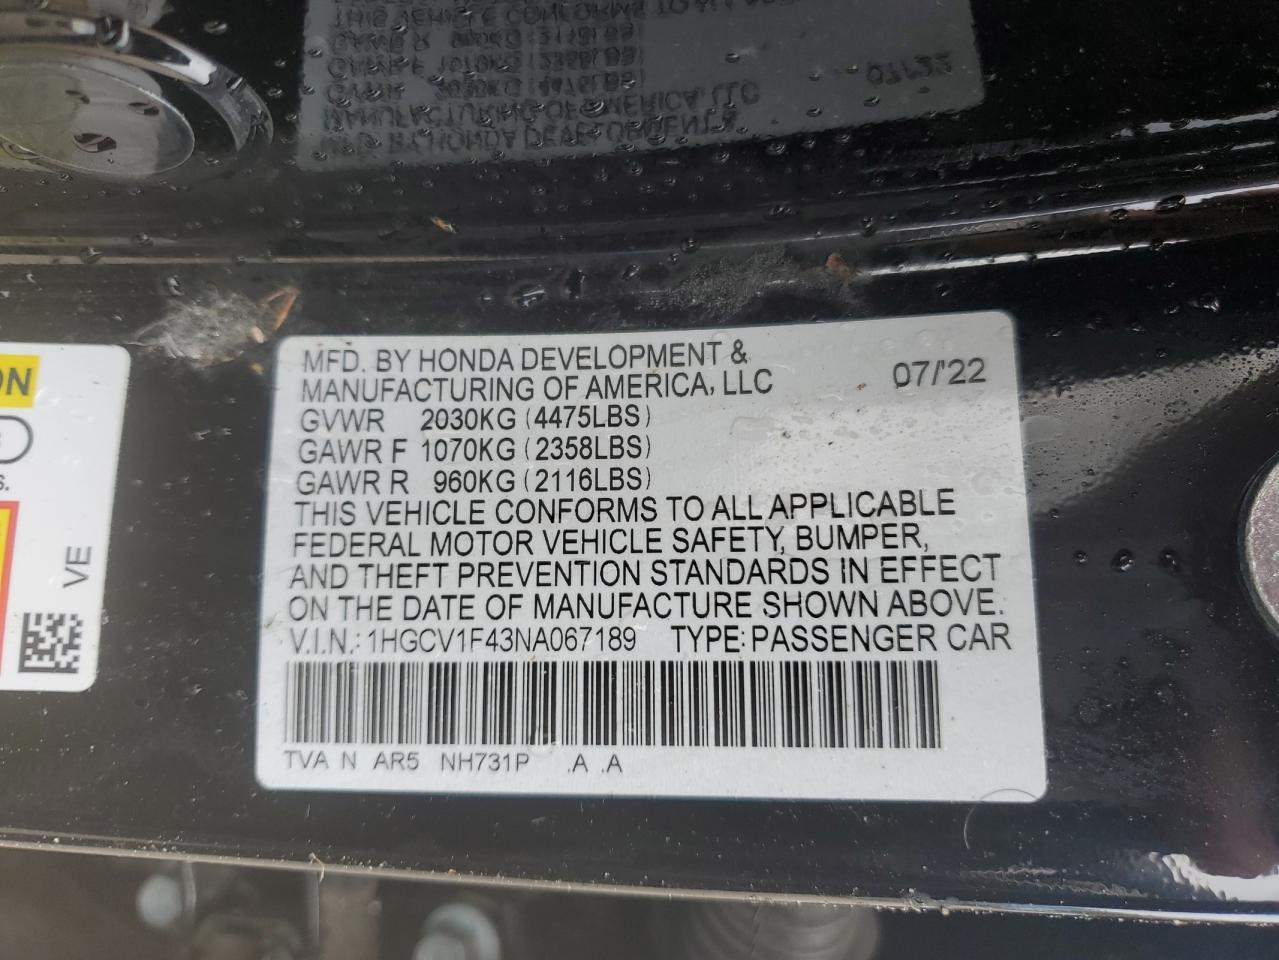 MFD. BY HONDA DEVELOPMENT &
MANUFACTURING OF AMERICA, LLC 07/'22
GVWR 2030KG (4475LBS)
GAWR F 1070KG (2358LBS)
GAWR R 960KG (2116LBS)
THIS VEHICLE CONFORMS TO ALL APPLICABLE
FEDERAL MOTOR VEHICLE SAFETY, BUMPER,
AND THEFT PREVENTION STANDARDS IN EFFECT
ON THE DATE OF MANUFACTURE SHOWN ABOVE.
V.I.N.: 1HGCV1F43NA067189 TYPE: PASSENGER CAR
TVA N AR5 NH731P .A .A
ON
S.
VE